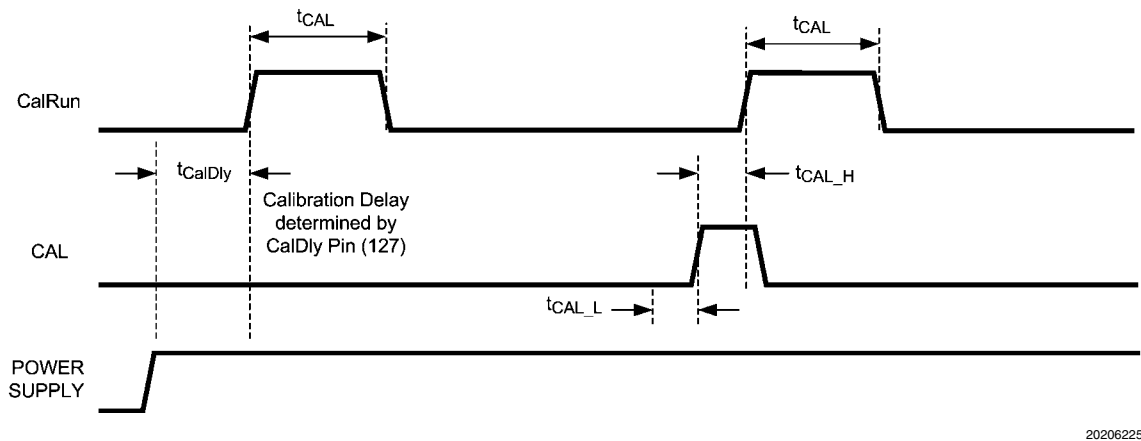 tCAL
tCAL
CalRun
tCalDly
tCAL_H
Calibration Delay
determined by
CalDly Pin (127)
CAL
tCAL_L
POWER
SUPPLY
20206225